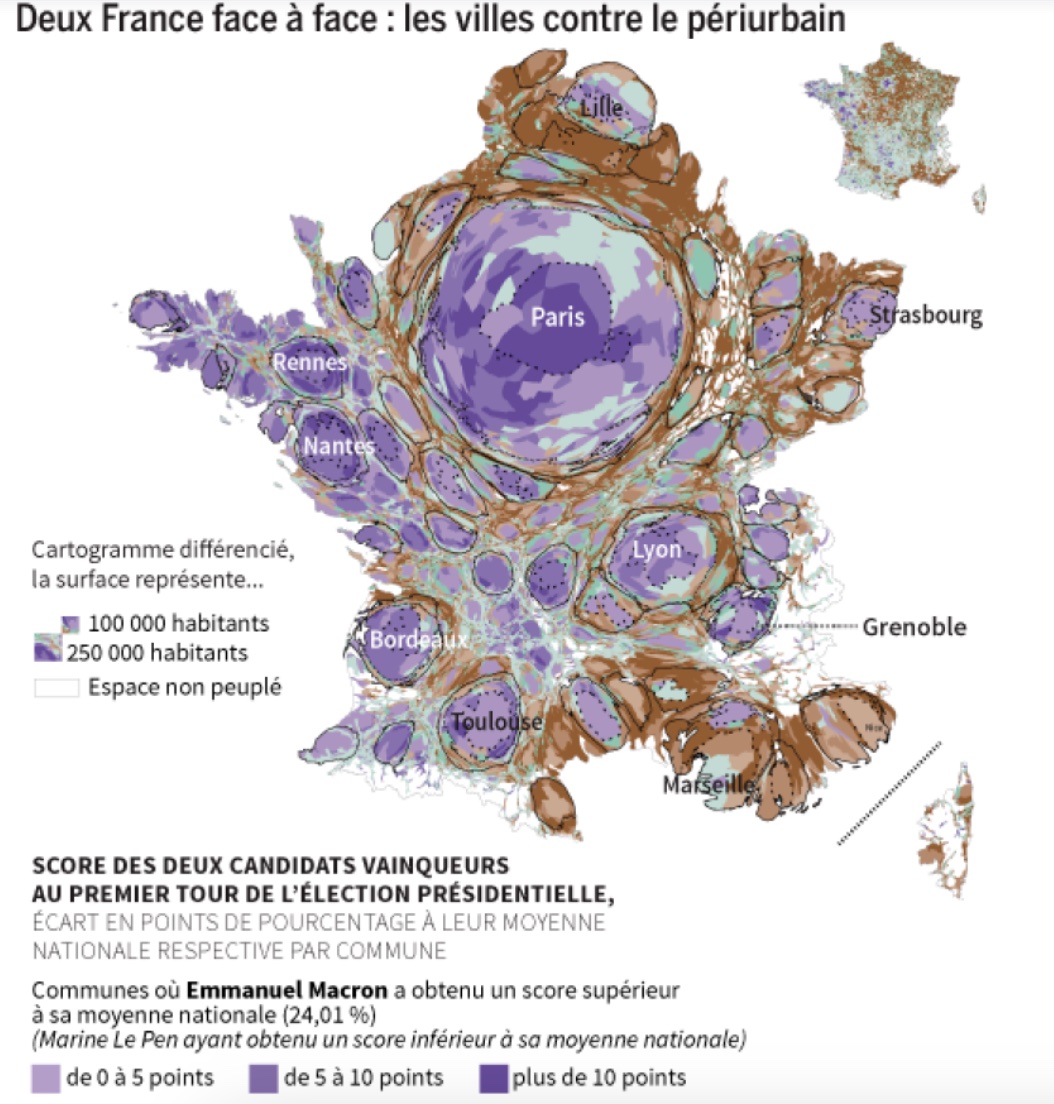 Deux France face à face : les villes contre le périurbain
Lille
Paris
Strasbourg
Rennes
Nantes
Lyon
Grenoble
Bordeaux
Toulouse
Nice
Marseille
Cartogramme différencié,
la surface représente...
100 000 habitants
250 000 habitants
Espace non peuplé
SCORE DES DEUX CANDIDATS VAINQUEURS
AU PREMIER TOUR DE L’ÉLECTION PRÉSIDENTIELLE,
ÉCART EN POINTS DE POURCENTAGE À LEUR MOYENNE
NATIONALE RESPECTIVE PAR COMMUNE
Communes où Emmanuel Macron a obtenu un score supérieur
à sa moyenne nationale (24,01 %)
(Marine Le Pen ayant obtenu un score inférieur à sa moyenne nationale)
de 0 à 5 points
de 5 à 10 points
plus de 10 points